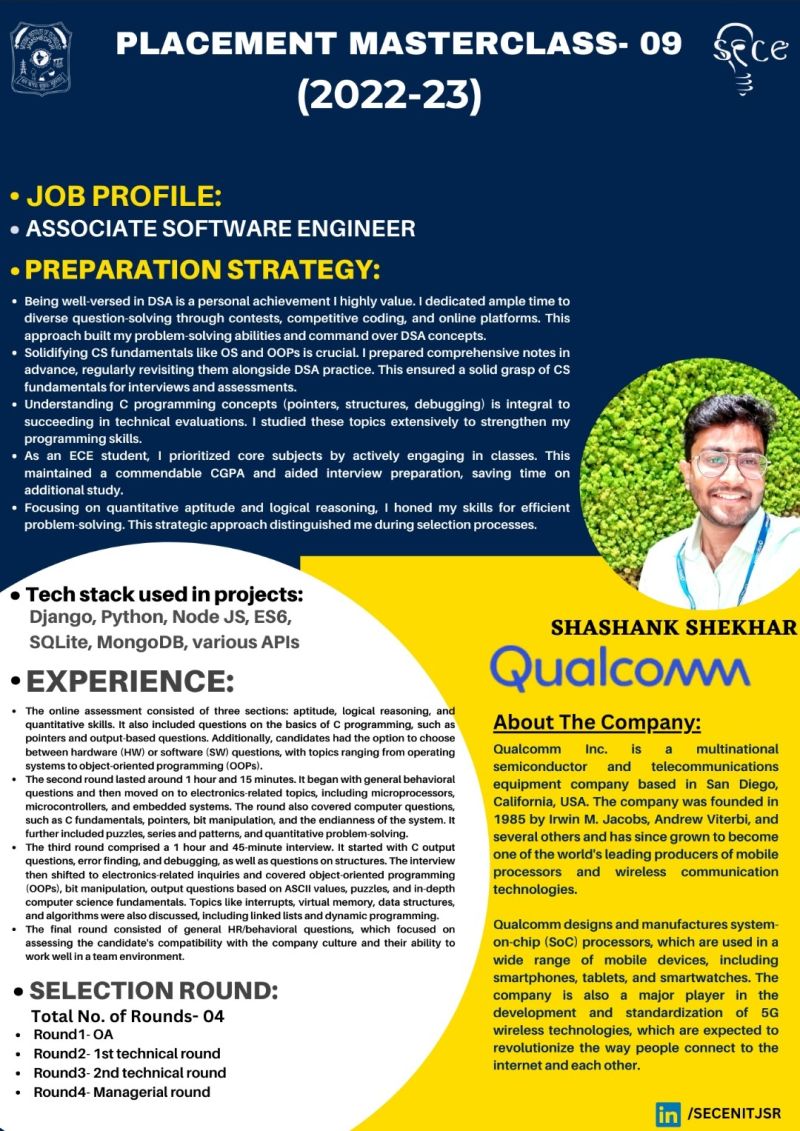 PLACEMENT MASTERCLASS- 09
(2022-23)
sece
• JOB PROFILE:
• ASSOCIATE SOFTWARE ENGINEER
• PREPARATION STRATEGY:
• Being well-versed in DSA is a personal achievement I highly value. I dedicated ample time to
diverse question-solving through contests, competitive coding, and online platforms. This
approach built my problem-solving abilities and command over DSA concepts.
• Solidifying CS fundamentals like OS and OOPs is crucial. I prepared comprehensive notes in
advance, regularly revisiting them alongside DSA practice. This ensured a solid grasp of CS
fundamentals for interviews and assessments.
• Understanding C programming concepts (pointers, structures, debugging) is integral to
succeeding in technical evaluations. I studied these topics extensively to strengthen my
programming skills.
• As an ECE student, I prioritized core subjects by actively engaging in classes. This
maintained a commendable CGPA and aided interview preparation, saving time on
additional study.
• Focusing on quantitative aptitude and logical reasoning, I honed my skills for efficient
problem-solving. This strategic approach distinguished me during selection processes.
• Tech stack used in projects:
Django, Python, Node JS, ES6,
SQLite, MongoDB, various APIs
• EXPERIENCE:
• The online assessment consisted of three sections: aptitude, logical reasoning, and
quantitative skills. It also included questions on the basics of C programming, such as
pointers and output-based questions. Additionally, candidates had the option to choose
between hardware (HW) or software (SW) questions, with topics ranging from operating
systems to object-oriented programming (OOPs).
• The second round lasted around 1 hour and 15 minutes. It began with general behavioral
questions and then moved on to electronics-related topics, including microprocessors,
microcontrollers, and embedded systems. The round also covered computer questions,
such as C fundamentals, pointers, bit manipulation, and the endianness of the system. It
further included puzzles, series and patterns, and quantitative problem-solving.
• The third round comprised a 1 hour and 45-minute interview. It started with C output
questions, error finding, and debugging, as well as questions on structures. The interview
then shifted to electronics-related inquiries and covered object-oriented programming
(OOPs), bit manipulation, output questions based on ASCII values, puzzles, and in-depth
computer science fundamentals. Topics like interrupts, virtual memory, data structures,
and algorithms were also discussed, including linked lists and dynamic programming.
• The final round consisted of general HR/behavioral questions, which focused on
assessing the candidate's compatibility with the company culture and their ability to
work well in a team environment.
• SELECTION ROUND:
Total No. of Rounds- 04
• Round1- OA
• Round2- 1st technical round
• Round3- 2nd technical round
• Round4- Managerial round
SHASHANK SHEKHAR
Qualcomm
About The Company:
Qualcomm Inc. is a multinational
semiconductor and telecommunications
equipment company based in San Diego,
California, USA. The company was founded in
1985 by Irwin M. Jacobs, Andrew Viterbi, and
several others and has since grown to become
one of the world's leading producers of mobile
processors and wireless communication
technologies.
Qualcomm designs and manufactures system-
on-chip (SoC) processors, which are used in a
wide range of mobile devices, including
smartphones, tablets, and smartwatches. The
company is also a major player in the
development and standardization of 5G
wireless technologies, which are expected to
revolutionize the way people connect to the
internet and each other.
in /SECENITJSR